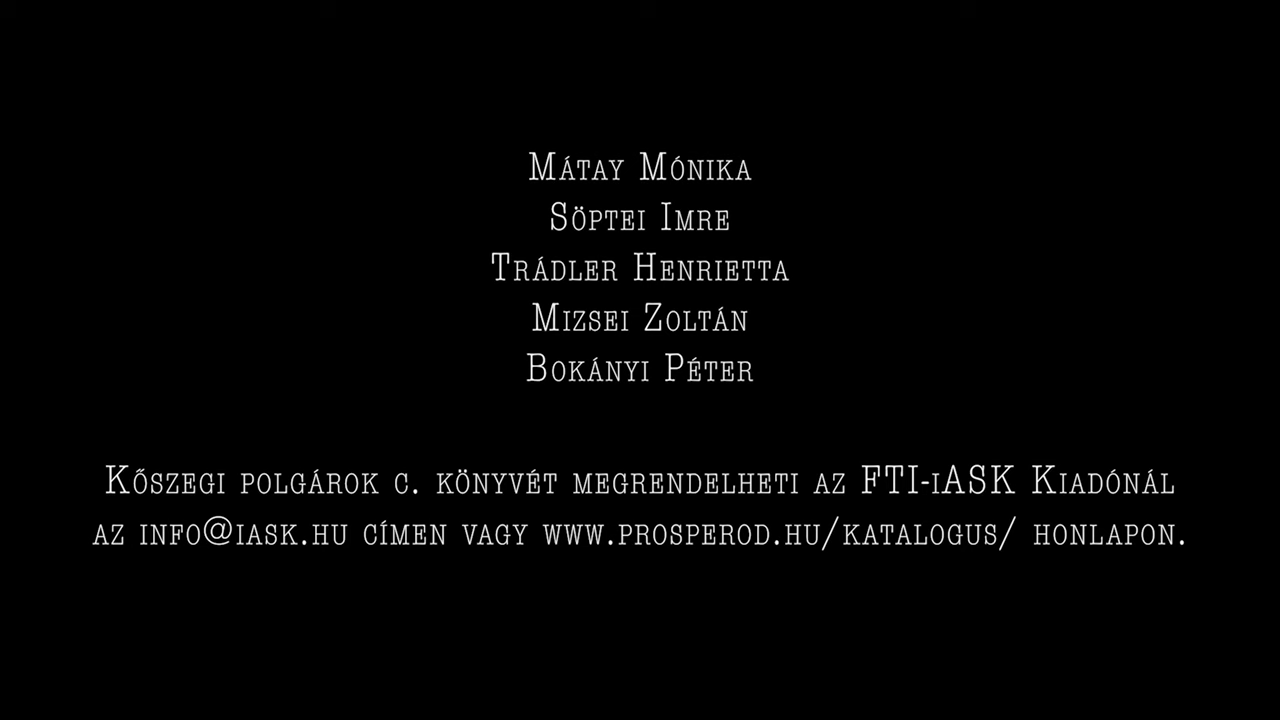 Mátay Mónika
Söptei Imre
Trádler Henrietta
Mizsei Zoltán
Bokányi Péter
Kőszegi polgárok c. könyvét megrendelheti az FTI-iASK Kiadónál
az info@iask.hu címen vagy www.prosperod.hu/katalogus/ honlapon.